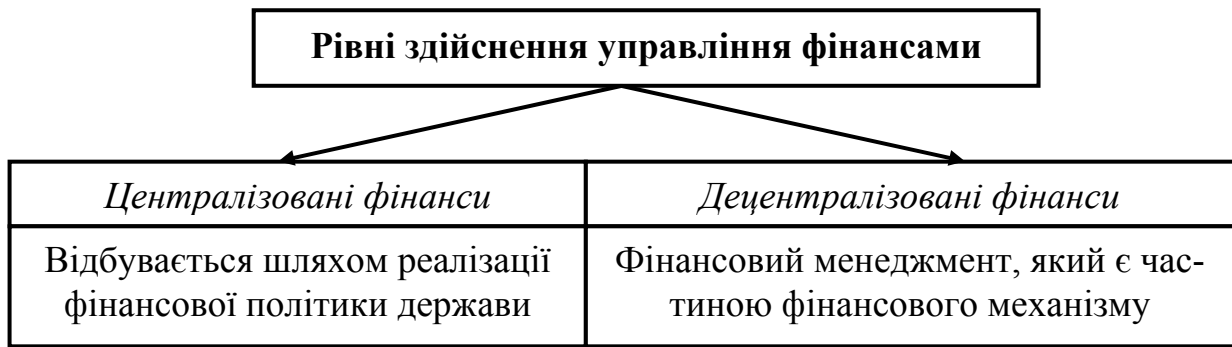 Рівні здійснення управління фінансами
Централізовані фінанси
Децентралізовані фінанси
Відбувається шляхом реалізації
фінансової політики держави
Фінансовий менеджмент, який є час-
тиною фінансового механізму